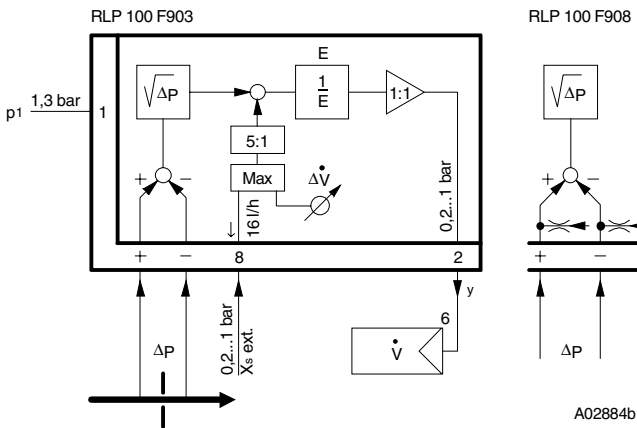 RLP 100 F903
RLP 100 F908
E
√ΔP
1
E
1:1
√ΔP
p1
1,3 bar
1
5:1
Max
ΔV̇
+
−
+
−
↓
16 l/h
0,2...1 bar
+
−
8
2
+
−
y
6
ΔP
0,2...1 bar
Xs ext.
V̇
ΔP
A02884b